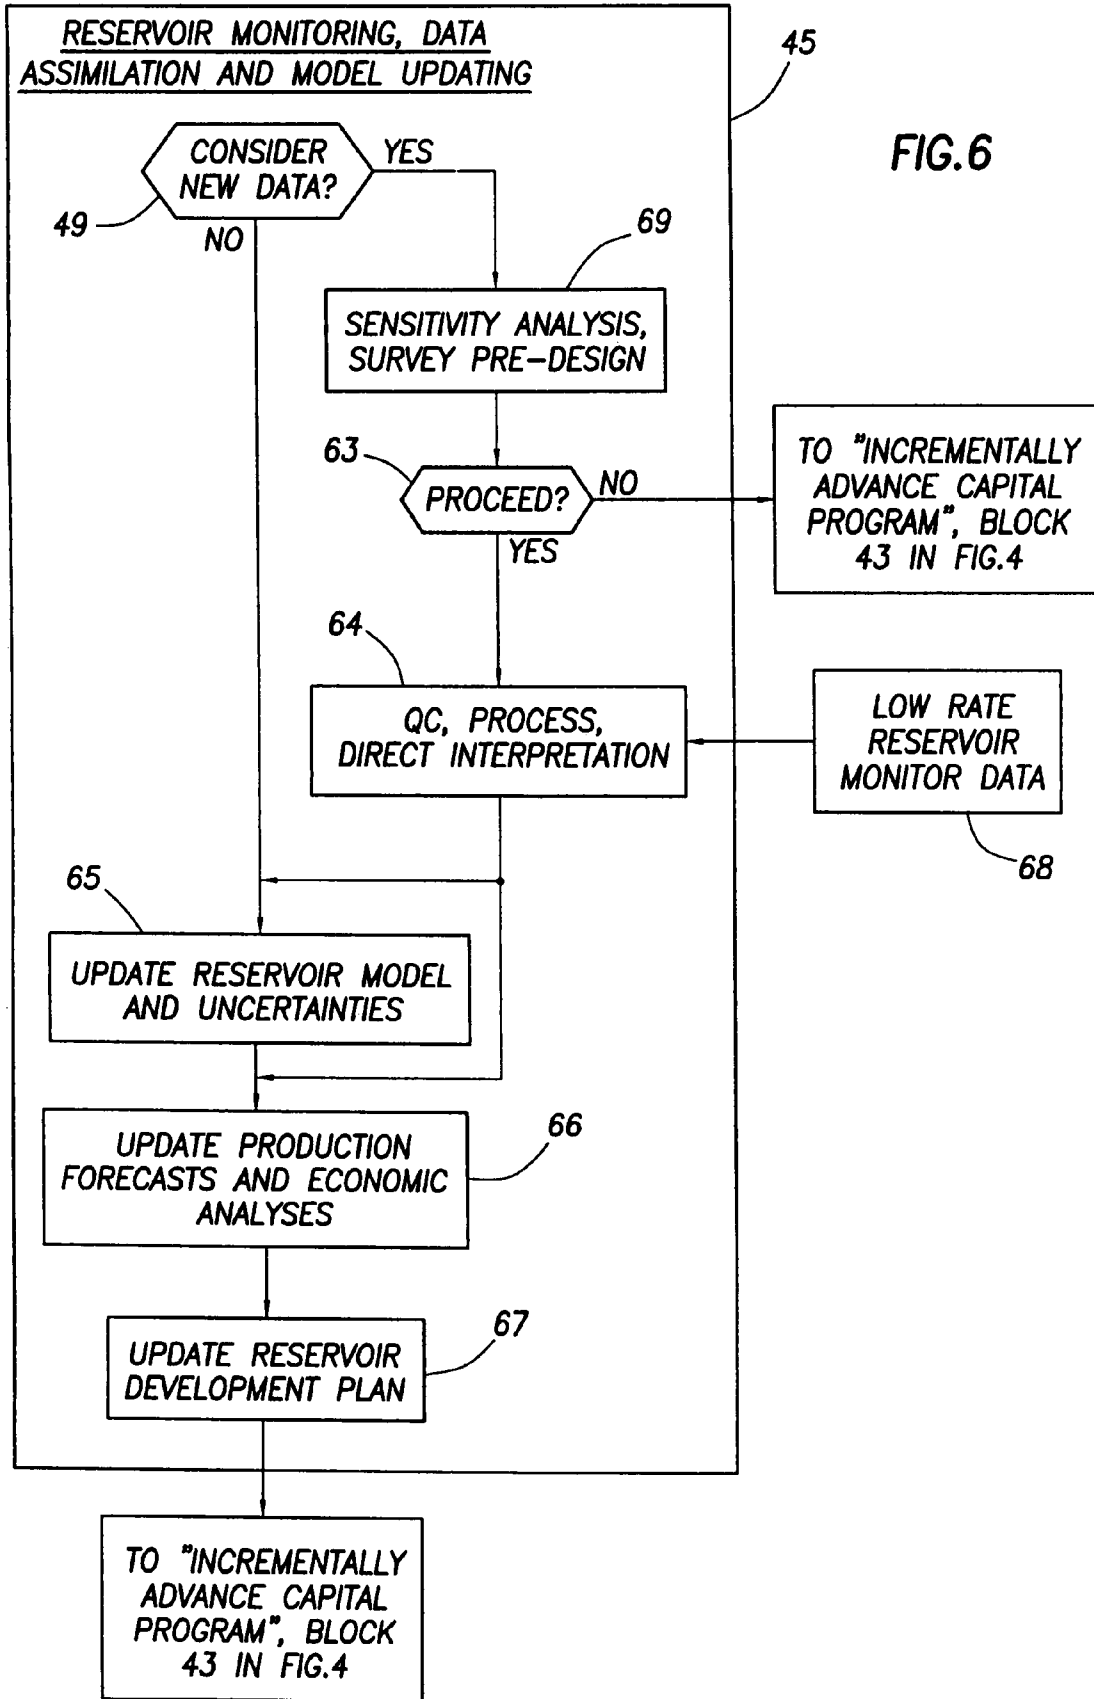 RESERVOIR MONITORING, DATA
ASSIMILATION AND MODEL UPDATING
45
FIG.6
CONSIDER
NEW DATA?
YES
49
NO
69
SENSITIVITY ANALYSIS,
SURVEY PRE-DESIGN
63
PROCEED?
NO
YES
TO "INCREMENTALLY
ADVANCE CAPITAL
PROGRAM", BLOCK
43 IN FIG.4
64
QC, PROCESS,
DIRECT INTERPRETATION
LOW RATE
RESERVOIR
MONITOR DATA
68
65
UPDATE RESERVOIR MODEL
AND UNCERTAINTIES
66
UPDATE PRODUCTION
FORECASTS AND ECONOMIC
ANALYSES
67
UPDATE RESERVOIR
DEVELOPMENT PLAN
TO "INCREMENTALLY
ADVANCE CAPITAL
PROGRAM", BLOCK
43 IN FIG.4